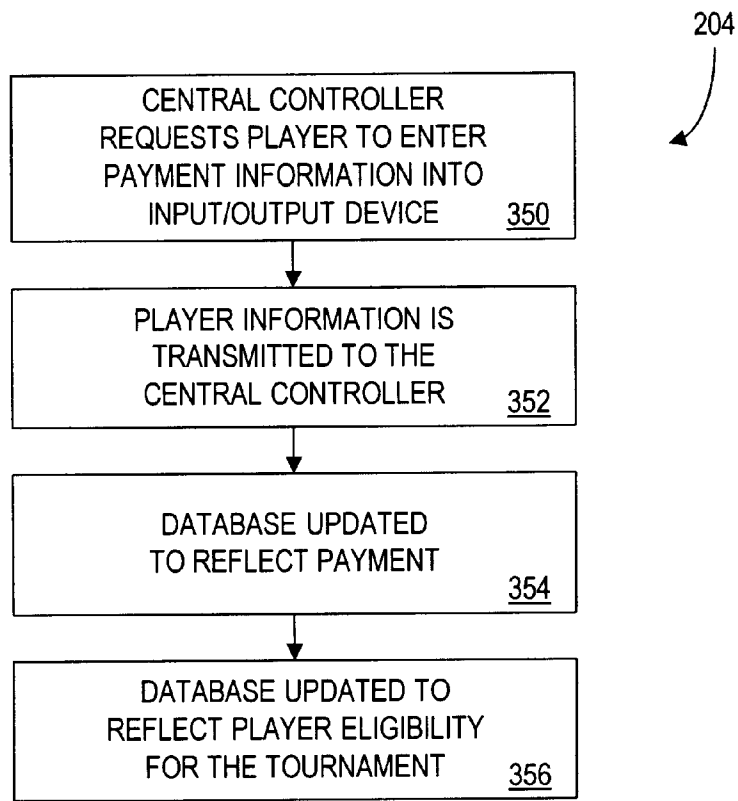 204
CENTRAL CONTROLLER
REQUESTS PLAYER TO ENTER
PAYMENT INFORMATION INTO
INPUT/OUTPUT DEVICE 350
PLAYER INFORMATION IS
TRANSMITTED TO THE
CENTRAL CONTROLLER 352
DATABASE UPDATED
TO REFLECT PAYMENT
354
DATABASE UPDATED TO
REFLECT PLAYER ELIGIBILITY
FOR THE TOURNAMENT 356